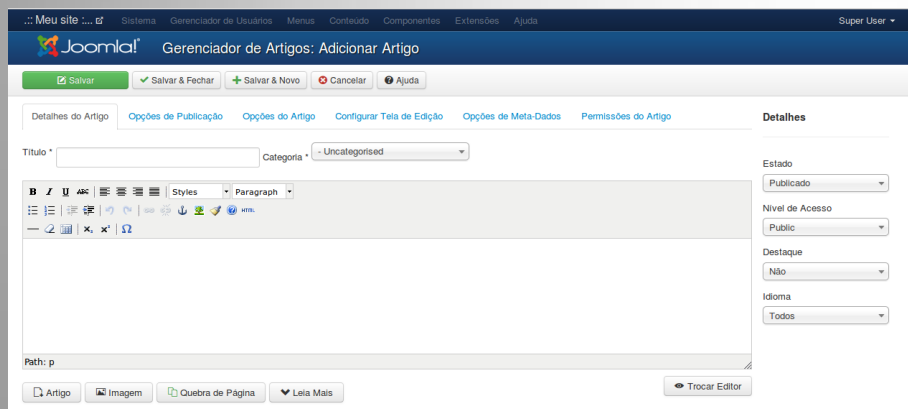 .:: Meu site :... Sistema Gerenciador de Usuários Menus Conteúdo Componentes Extensões Ajuda Super User
Joomla! Gerenciador de Artigos: Adicionar Artigo
Salvar Salvar & Fechar Salvar & Novo Cancelar Ajuda
Detalhes do Artigo Opções de Publicação Opções do Artigo Configurar Tela de Edição Opções de Meta-Dados Permissões do Artigo Detalhes
Título * Categoria * - Uncategorised
Estado
B I U ABC Styles Paragraph Publicado
HTML
Nível de Acesso
x₂ x² Ω Public
Destaque
Não
Idioma
Todos
Path: p
Artigo Imagem Quebra de Página Leia Mais Trocar Editor